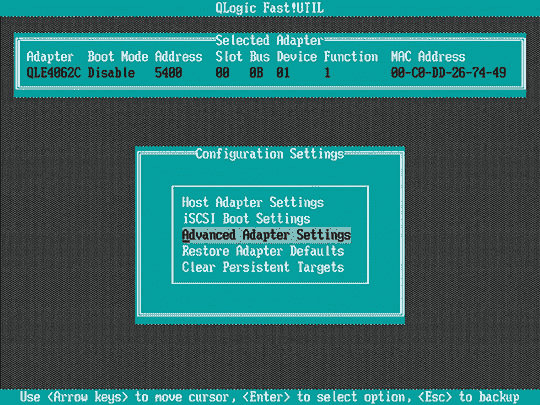 QLogic Fast!UTIL
Selected Adapter
Adapter Boot Mode Address Slot Bus Device Function MAC Address
QLE4062C Disable 5400 00 0B 01 1 00-C0-DD-26-74-49
Configuration Settings
Host Adapter Settings
iSCSI Boot Settings
Advanced Adapter Settings
Restore Adapter Defaults
Clear Persistent Targets
Use <Arrow keys> to move cursor, <Enter> to select option, <Esc> to backup